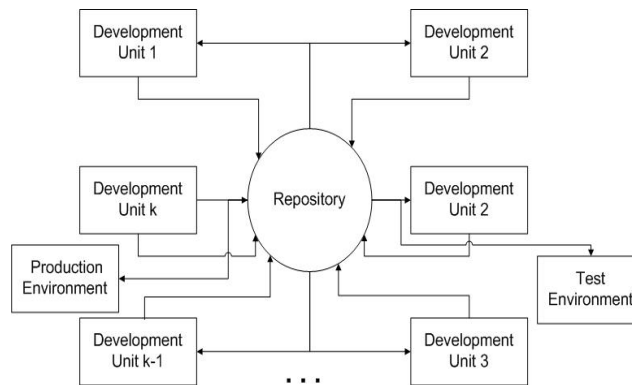 Development
Unit 1
Development
Unit 2
Development
Unit k
Repository
Development
Unit 2
Production
Environment
Test
Environment
Development
Unit k-1
Development
Unit 3
. . .